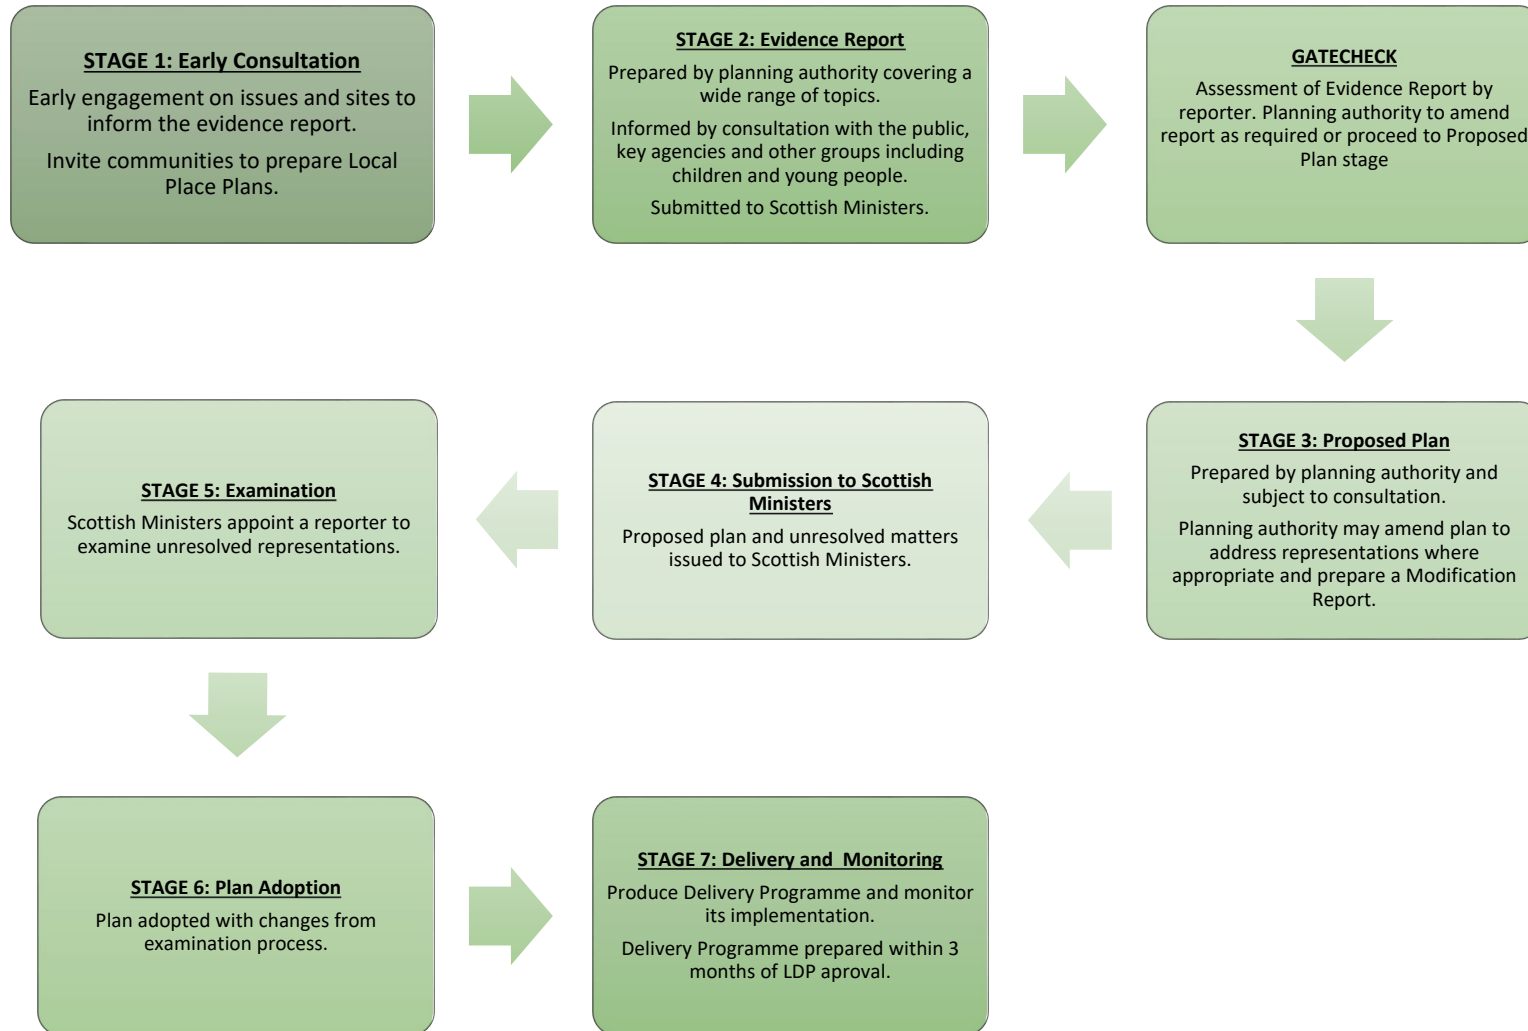 STAGE 1: Early Consultation
Early engagement on issues and sites to
inform the evidence report.
Invite communities to prepare Local
Place Plans.
STAGE 2: Evidence Report
Prepared by planning authority covering a
wide range of topics.
Informed by consultation with the public,
key agencies and other groups including
children and young people.
Submitted to Scottish Ministers.
GATECHECK
Assessment of Evidence Report by
reporter. Planning authority to amend
report as required or proceed to Proposed
Plan stage
STAGE 3: Proposed Plan
Prepared by planning authority and
subject to consultation.
Planning authority may amend plan to
address representations where
appropriate and prepare a Modification
Report.
STAGE 4: Submission to Scottish
Ministers
Proposed plan and unresolved matters
issued to Scottish Ministers.
STAGE 5: Examination
Scottish Ministers appoint a reporter to
examine unresolved representations.
STAGE 6: Plan Adoption
Plan adopted with changes from
examination process.
STAGE 7: Delivery and  Monitoring
Produce Delivery Programme and monitor
its implementation.
Delivery Programme prepared within 3
months of LDP aproval.